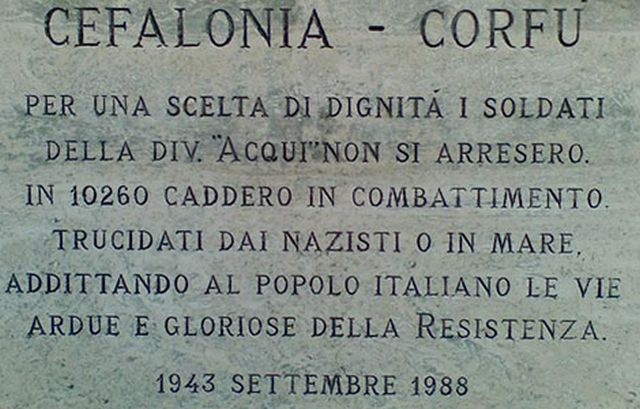 CEFALONIA - CORFÙ
PER UNA SCELTA DI DIGNITÁ I SOLDATI
DELLA DIV. "ACQUI" NON SI ARRESERO.
IN 10260 CADDERO IN COMBATTIMENTO.
TRUCIDATI DAI NAZISTI O IN MARE,
ADDITTANDO AL POPOLO ITALIANO LE VIE
ARDUE E GLORIOSE DELLA RESISTENZA.
1943 SETTEMBRE 1988